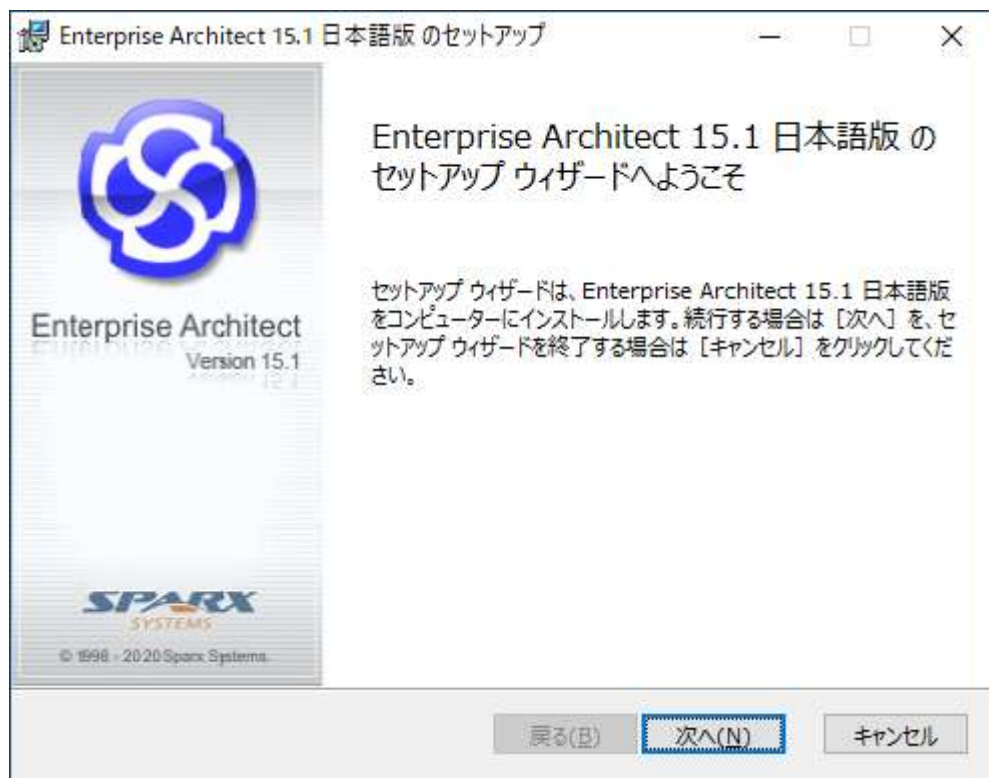 Enterprise Architect 15.1 日本語版 のセットアップ
Enterprise Architect
Version 15.1
SPARX
SYSTEMS
© 1998 - 2020 Sparx Systems.
Enterprise Architect 15.1 日本語版 の
セットアップ ウィザードへようこそ
セットアップ ウィザードは、Enterprise Architect 15.1 日本語版
をコンピューターにインストールします。続行する場合は [次へ] を、セ
ットアップ ウィザードを終了する場合は [キャンセル] をクリックしてくだ
さい。
戻る(B)
次へ(N)
キャンセル